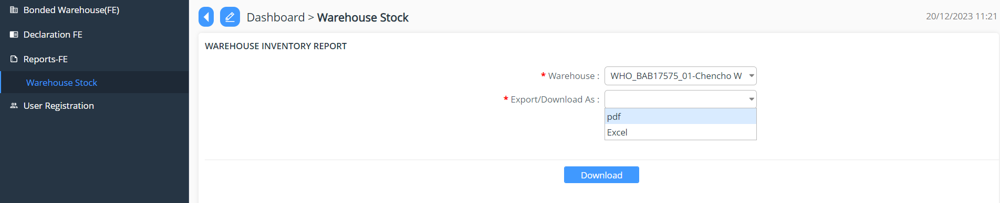 Bonded Warehouse(FE)
Declaration FE
Reports-FE
Warehouse Stock
User Registration
Dashboard > Warehouse Stock
20/12/2023 11:21
WAREHOUSE INVENTORY REPORT
* Warehouse : WHO_BAB17575_01-Chencho W
* Export/Download As :
pdf
Excel
Download